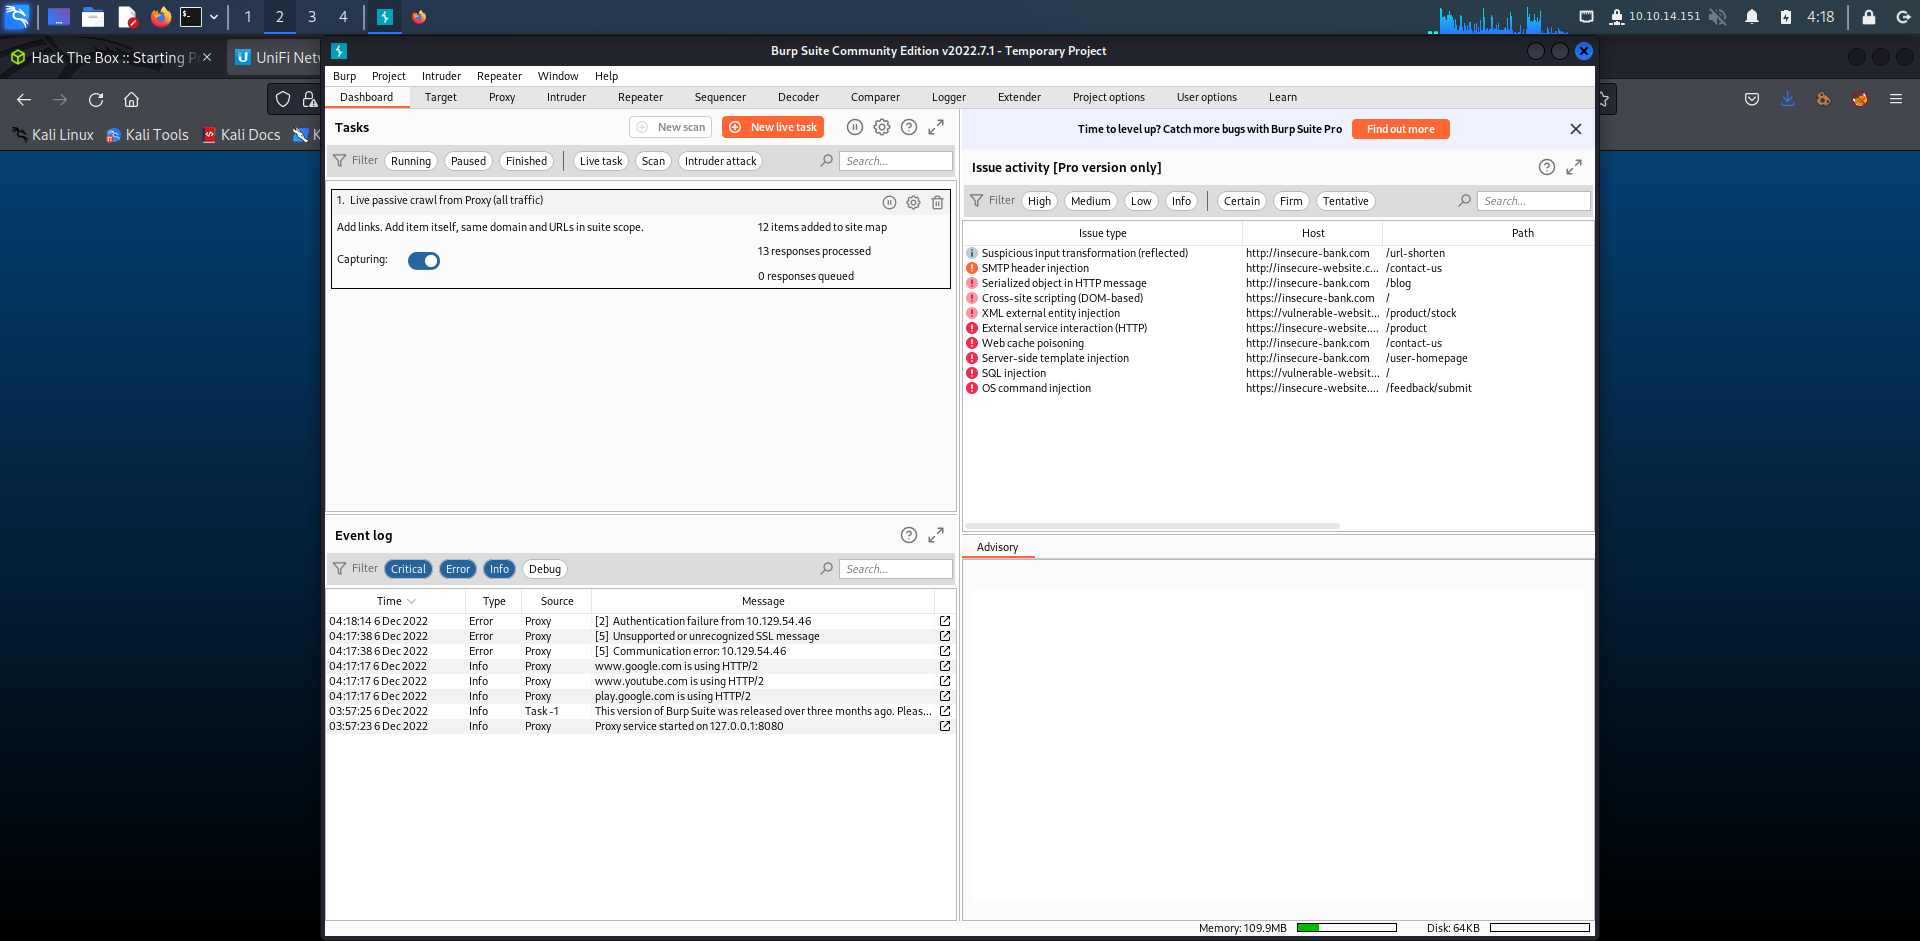 1 2 3 4 10.10.14.151 4:18
Hack The Box :: Starting P
UniFi Net
Kali Linux Kali Tools Kali Docs K
Burp Suite Community Edition v2022.7.1 - Temporary Project
Burp Project Intruder Repeater Window Help
Dashboard Target Proxy Intruder Repeater Sequencer Decoder Comparer Logger Extender Project options User options Learn
Tasks
New scan
New live task
Filter Running Paused Finished Live task Scan Intruder attack Search...
1. Live passive crawl from Proxy (all traffic)
Add links. Add item itself, same domain and URLs in suite scope.
12 items added to site map
13 responses processed
Capturing:
0 responses queued
Event log
Filter Critical Error Info Debug Search...
Time Type Source Message
04:18:14 6 Dec 2022 Error Proxy [2] Authentication failure from 10.129.54.46
04:17:38 6 Dec 2022 Error Proxy [5] Unsupported or unrecognized SSL message
04:17:38 6 Dec 2022 Error Proxy [5] Communication error: 10.129.54.46
04:17:17 6 Dec 2022 Info Proxy www.google.com is using HTTP/2
04:17:17 6 Dec 2022 Info Proxy www.youtube.com is using HTTP/2
04:17:17 6 Dec 2022 Info Proxy play.google.com is using HTTP/2
03:57:25 6 Dec 2022 Info Task -1 This version of Burp Suite was released over three months ago. Pleas...
03:57:23 6 Dec 2022 Info Proxy Proxy service started on 127.0.0.1:8080
Time to level up? Catch more bugs with Burp Suite Pro
Find out more
Issue activity [Pro version only]
Filter High Medium Low Info Certain Firm Tentative Search...
Issue type Host Path
Suspicious input transformation (reflected) http://insecure-bank.com /url-shorten
SMTP header injection http://insecure-website.c... /contact-us
Serialized object in HTTP message http://insecure-bank.com /blog
Cross-site scripting (DOM-based) https://insecure-bank.com /
XML external entity injection https://vulnerable-websit... /product/stock
External service interaction (HTTP) https://insecure-website.... /product
Web cache poisoning http://insecure-bank.com /contact-us
Server-side template injection http://insecure-bank.com /user-homepage
SQL injection https://vulnerable-websit... /
OS command injection https://insecure-website.... /feedback/submit
Advisory
Memory: 109.9MB
Disk: 64KB